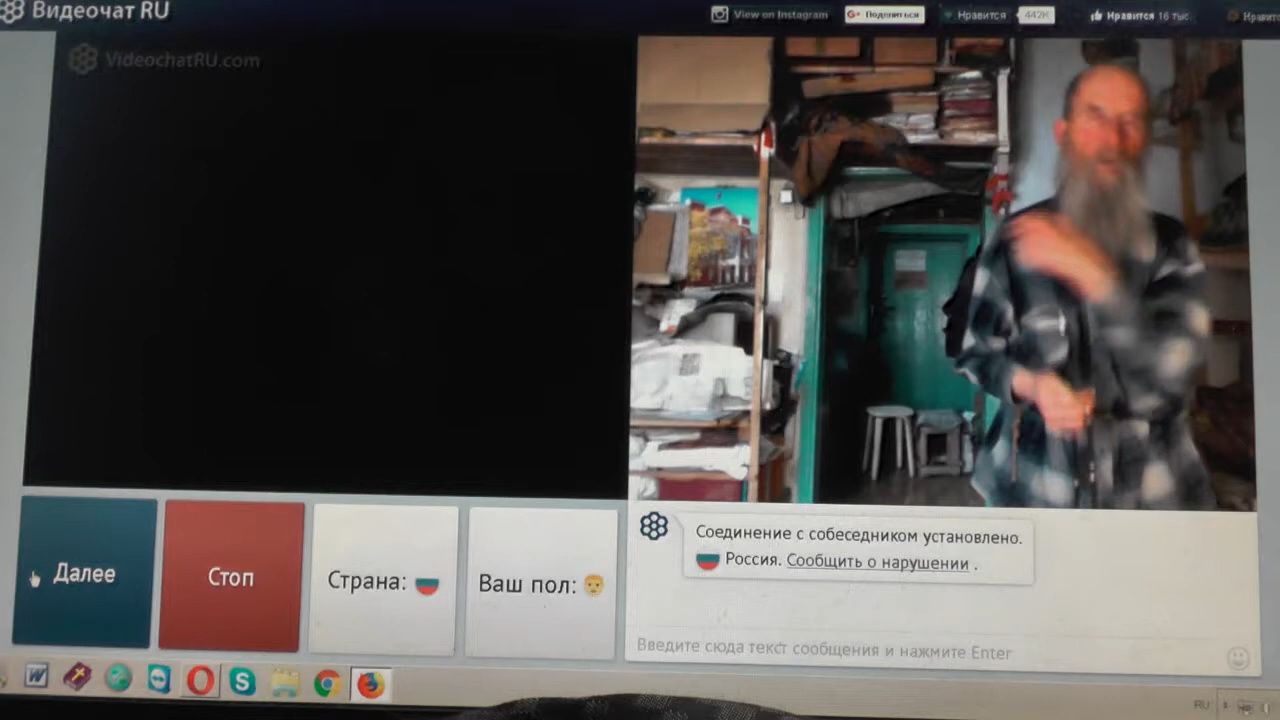 Видеочат RU
View on Instagram
Поделиться
Нравится
442K
Нравится 16 тыс.
VideochatRU.com
Далее
Стоп
Страна:
Ваш пол:
Соединение с собеседником установлено.
Россия. Сообщить о нарушении .
Введите сюда текст сообщения и нажмите Enter
RU